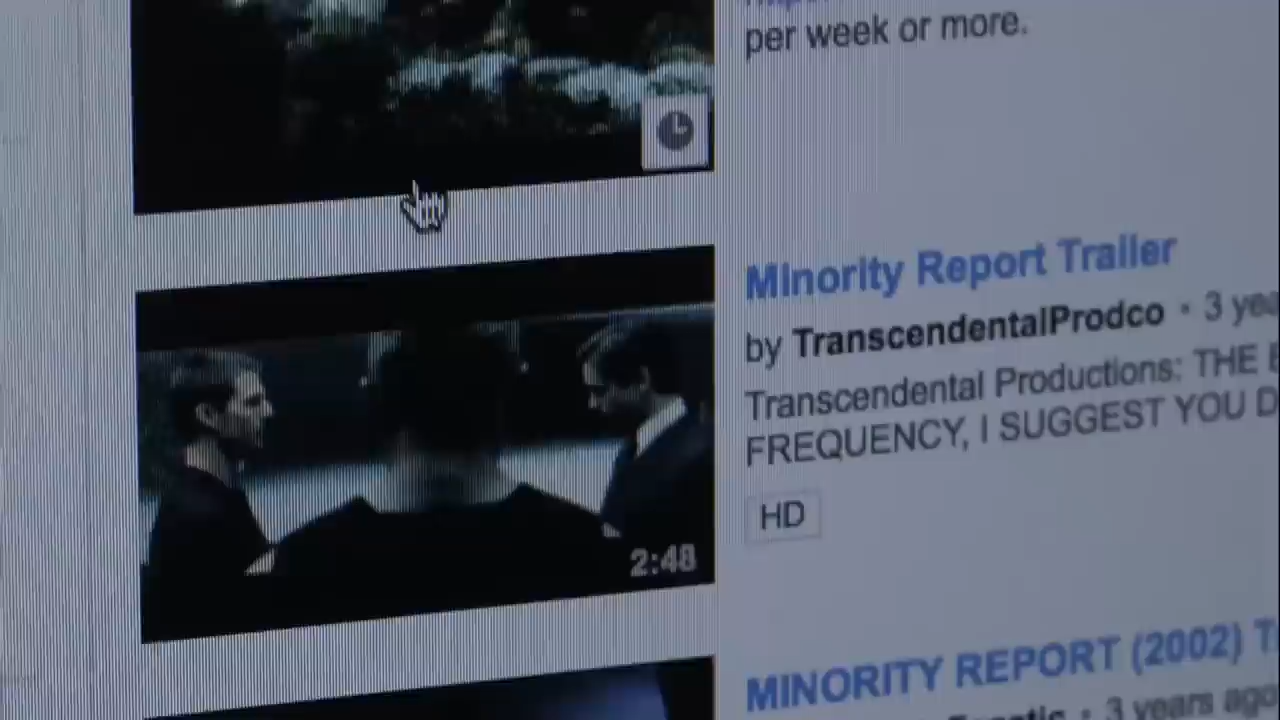 per week or more.
Minority Report Trailer
by TranscendentalProdco · 3 yea
Transcendental Productions: THE
FREQUENCY, I SUGGEST YOU D
HD
2:48
MINORITY REPORT (2002) T
3 years ago